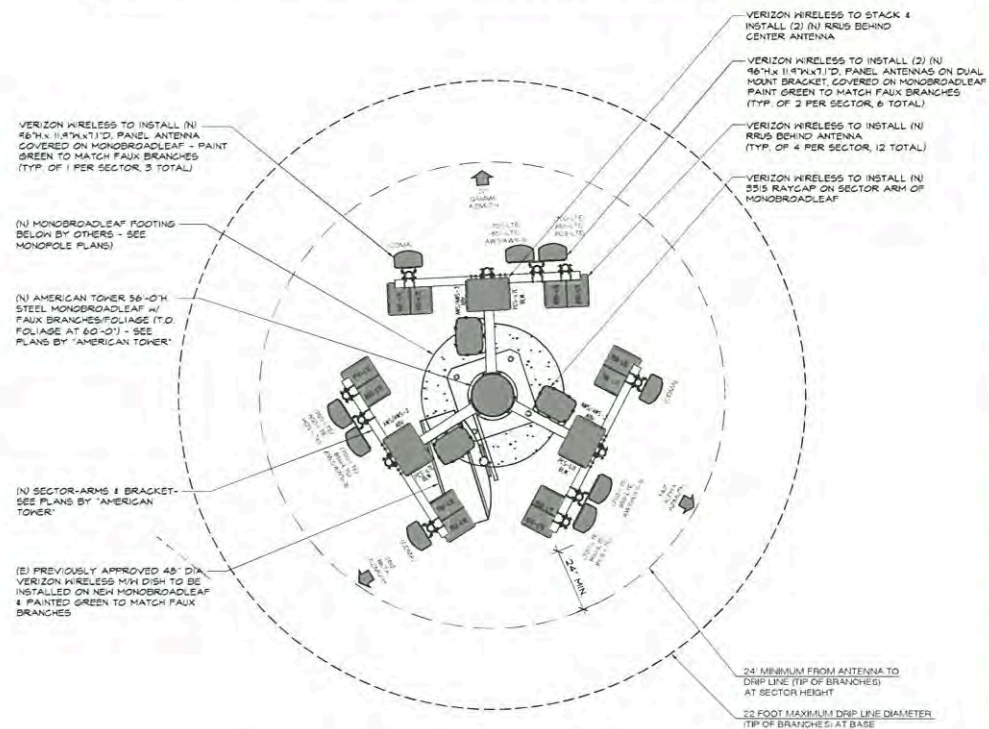 VERIZON WIRELESS TO STACK &
INSTALL (2) (N) RRUS BEHIND
CENTER ANTENNA
VERIZON WIRELESS TO INSTALL (2) (N)
96"H.x 11.9"W.x7.1"D. PANEL ANTENNAS ON DUAL
MOUNT BRACKET, COVERED ON MONOBROADLEAF
PAINT GREEN TO MATCH FAUX BRANCHES
(TYP. OF 2 PER SECTOR, 6 TOTAL)
VERIZON WIRELESS TO INSTALL (N)
RRUS BEHIND ANTENNA
(TYP. OF 4 PER SECTOR, 12 TOTAL)
VERIZON WIRELESS TO INSTALL (N)
3315 RAYCAP ON SECTOR ARM OF
MONOBROADLEAF
VERIZON WIRELESS TO INSTALL (N)
96"H.x 11.9"W.x7.1"D. PANEL ANTENNA
COVERED ON MONOBROADLEAF - PAINT
GREEN TO MATCH FAUX BRANCHES
(TYP. OF 1 PER SECTOR, 3 TOTAL)
(N) MONOBROADLEAF FOOTING
BELOW BY OTHERS - SEE
MONOPOLE PLANS)
(N) AMERICAN TOWER 56'-0"H.
STEEL MONOBROADLEAF W/
FAUX BRANCHES/FOLIAGE (T.O.
FOLIAGE AT 60'-0") - SEE
PLANS BY "AMERICAN TOWER"
(N) SECTOR-ARMS & BRACKET-
SEE PLANS BY "AMERICAN
TOWER"
(E) PREVIOUSLY APPROVED 48" DIA.
VERIZON WIRELESS M/W DISH TO BE
INSTALLED ON NEW MONOBROADLEAF
& PAINTED GREEN TO MATCH FAUX
BRANCHES
GAMMA
AZIMUTH
(CDMA)
(CDMA)
(CDMA)
24" MIN
24" MINIMUM FROM ANTENNA TO
DRIP LINE (TIP OF BRANCHES)
AT SECTOR HEIGHT
22 FOOT MAXIMUM DRIP LINE DIAMETER
(TIP OF BRANCHES) AT BASE